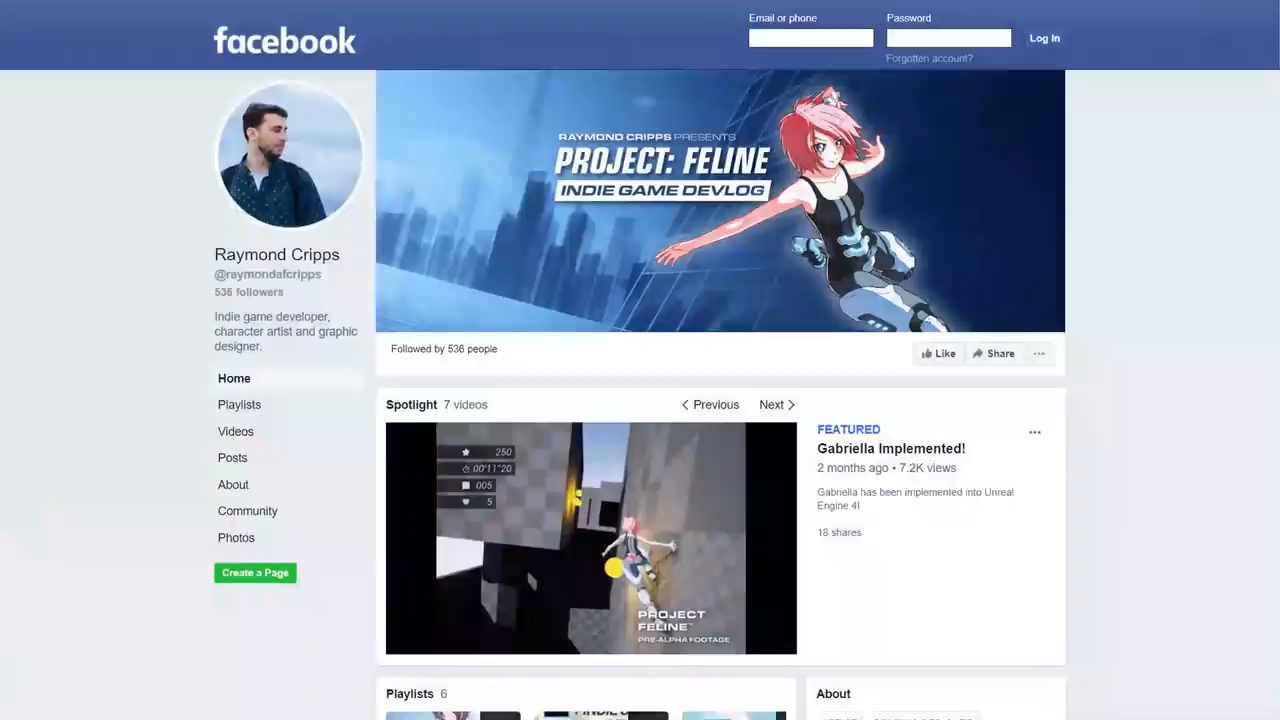 facebook
Email or phone
Password
Log In
Forgotten account?
RAYMOND CRIPPS PRESENTS
PROJECT: FELINE
INDIE GAME DEVLOG
Raymond Cripps
@raymondafcripps
536 followers
Indie game developer,
character artist and graphic
designer.
Home
Playlists
Videos
Posts
About
Community
Photos
Create a Page
Followed by 536 people
Like
Share
Spotlight 7 videos
Previous
Next
250
00'11"20
005
5
PROJECT
FELINE™
PRE-ALPHA FOOTAGE
FEATURED
Gabriella Implemented!
2 months ago • 7.2K views
Gabriella has been implemented into Unreal
Engine 4!
18 shares
Playlists 6
About